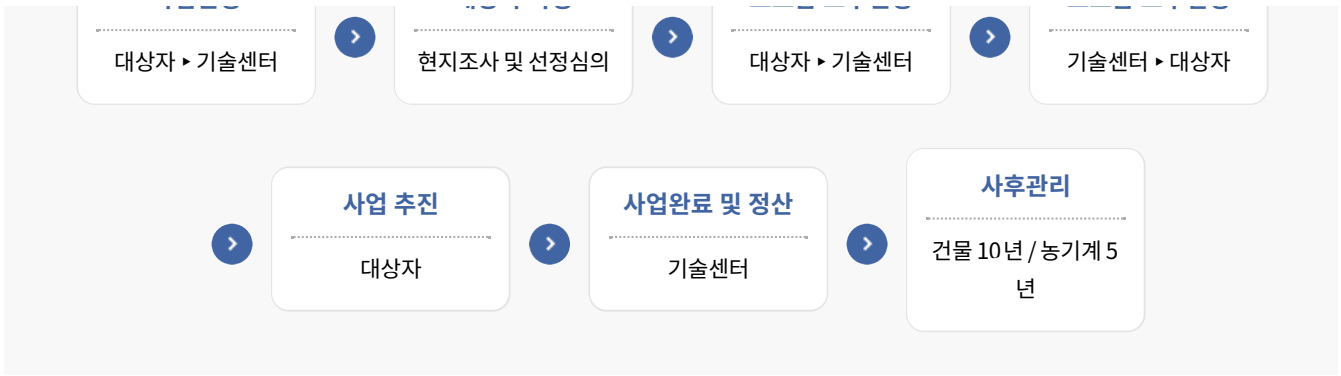 대상자 ▸ 기술센터
현지조사 및 선정심의
대상자 ▸ 기술센터
기술센터 ▸ 대상자
사업 추진
대상자
사업완료 및 정산
기술센터
사후관리
건물 10년 / 농기계 5
년